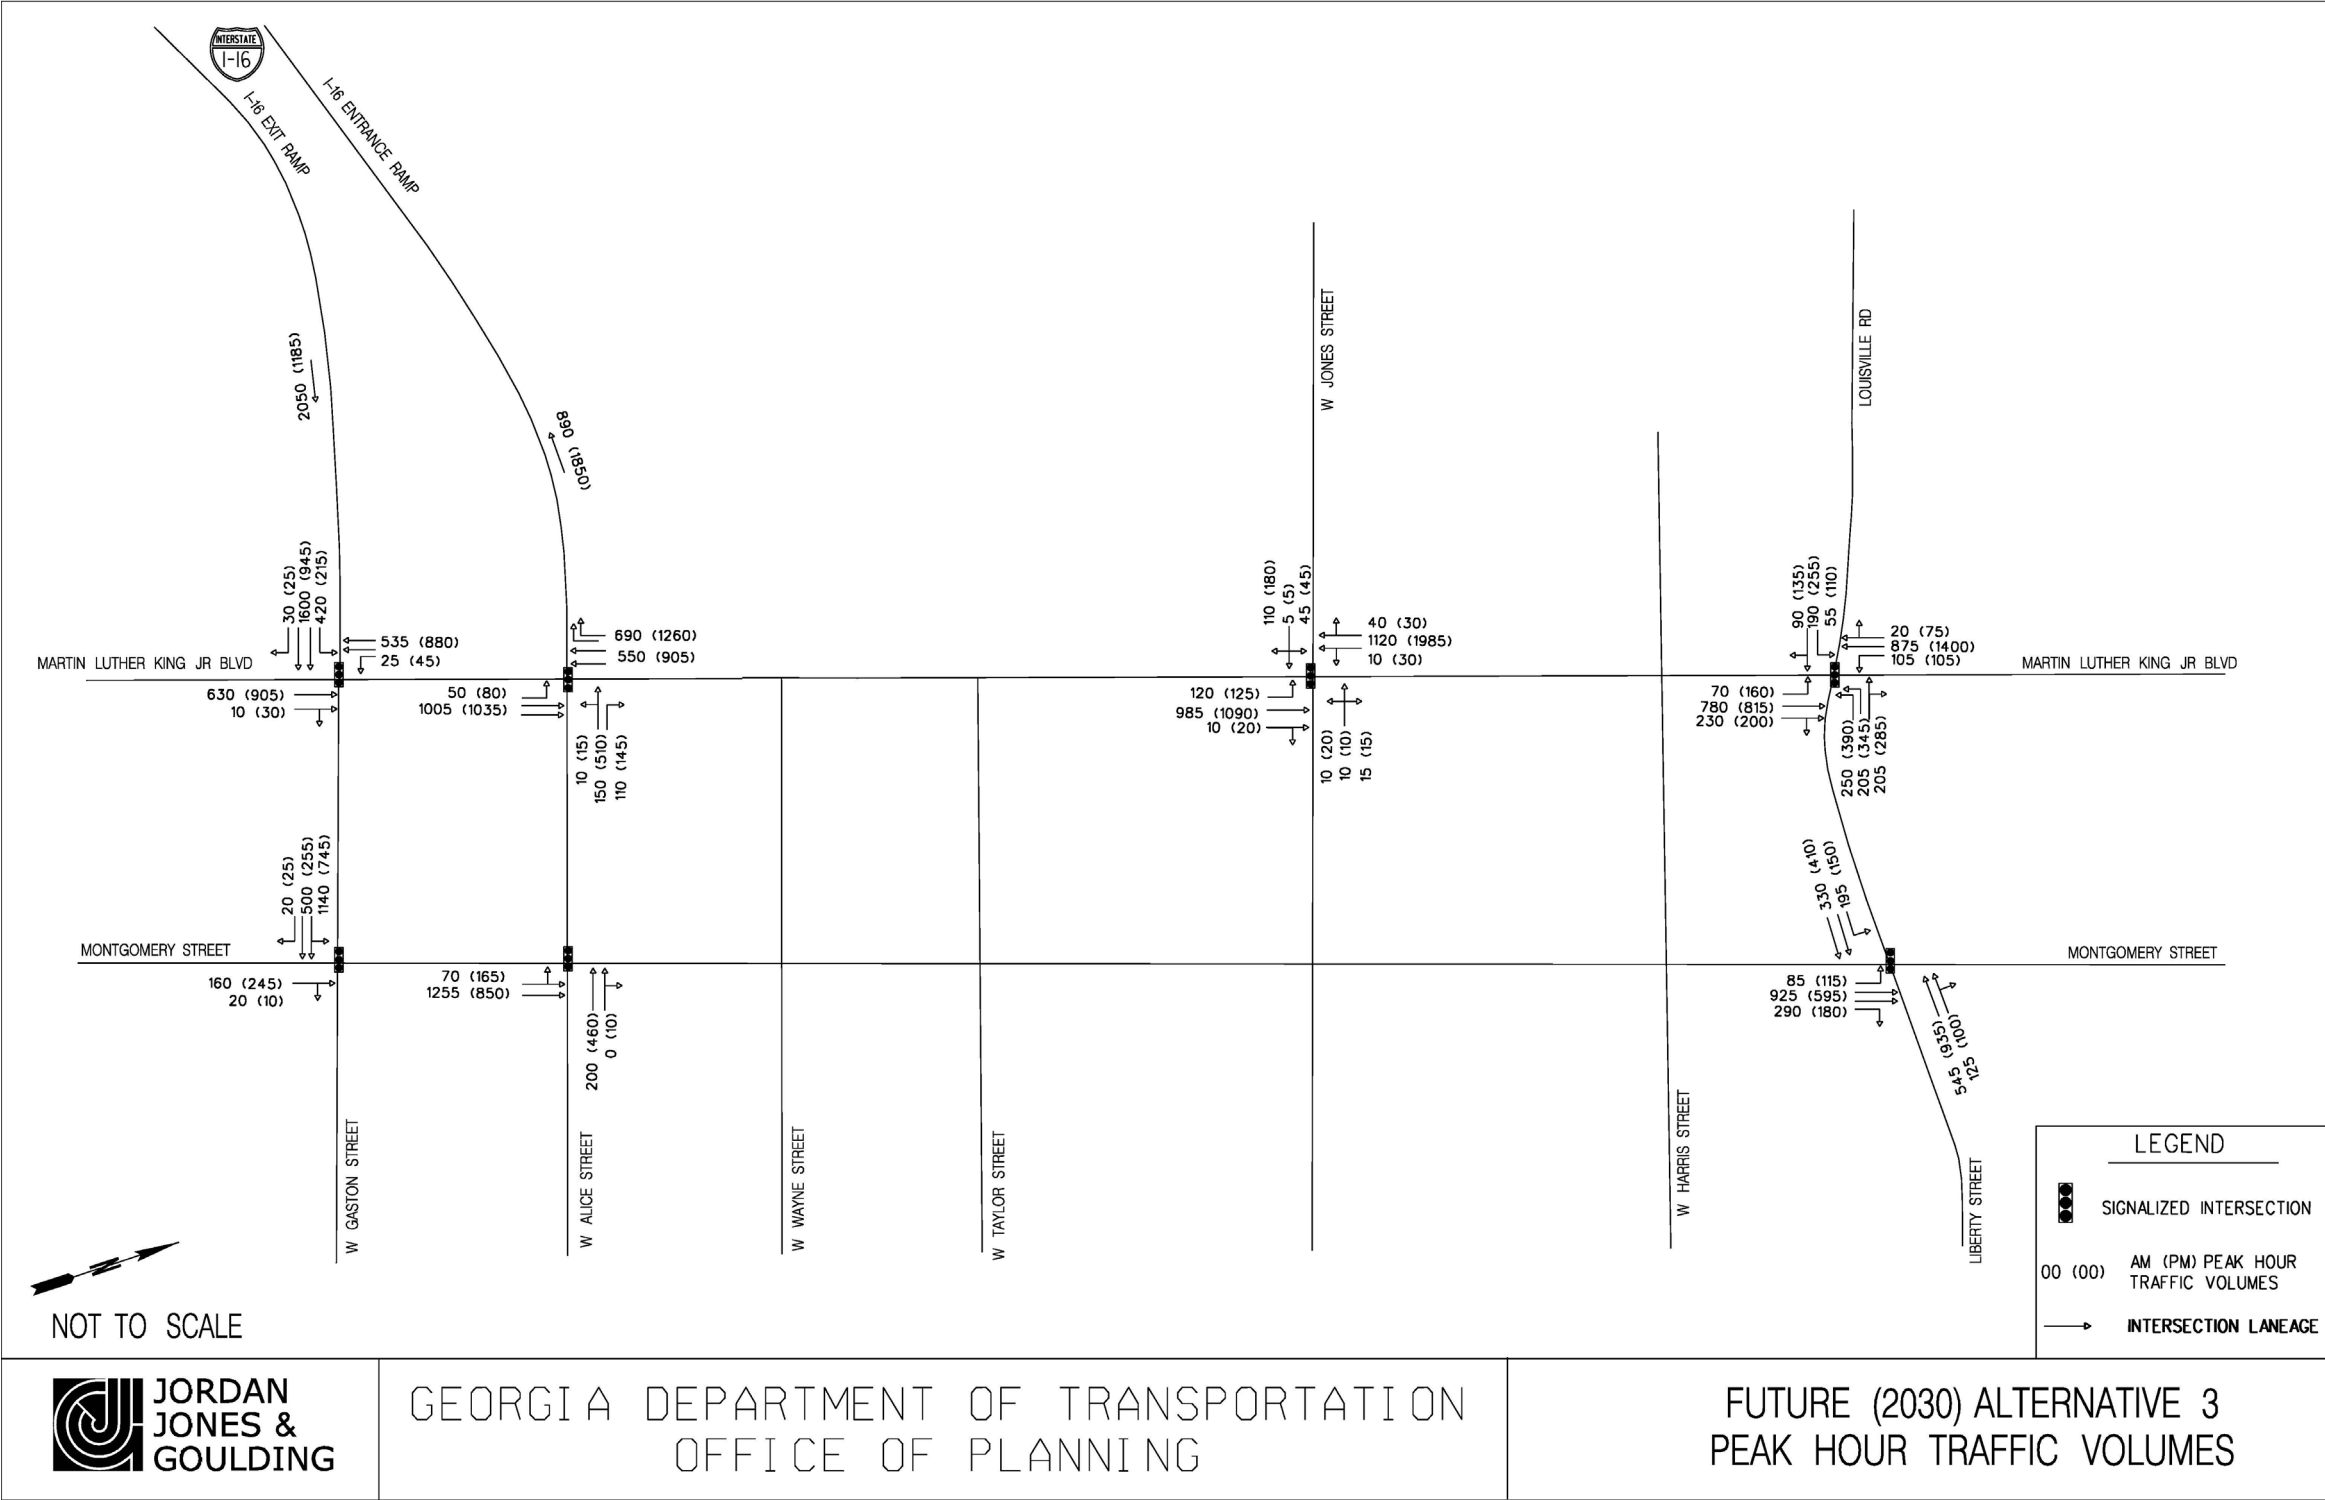 INTERSTATE
I-16
I-16 EXIT RAMP
I-16 ENTRANCE RAMP
2050 (1185)
890 (1850)
W JONES STREET
LOUISVILLE RD
30 (25)
1600 (945)
420 (215)
535 (880)
25 (45)
690 (1260)
550 (905)
110 (180)
5 (5)
45 (45)
40 (30)
1120 (1985)
10 (30)
90 (135)
190 (255)
55 (110)
20 (75)
875 (1400)
105 (105)
MARTIN LUTHER KING JR BLVD
MARTIN LUTHER KING JR BLVD
630 (905)
10 (30)
50 (80)
1005 (1035)
10 (15)
150 (510)
110 (145)
120 (125)
985 (1090)
10 (20)
10 (20)
10 (10)
15 (15)
70 (160)
780 (815)
230 (200)
250 (390)
205 (345)
205 (285)
20 (25)
500 (255)
1140 (745)
330 (410)
195 (150)
MONTGOMERY STREET
MONTGOMERY STREET
160 (245)
20 (10)
70 (165)
1255 (850)
200 (460)
0 (10)
85 (115)
925 (595)
290 (180)
545 (935)
125 (100)
W GASTON STREET
W ALICE STREET
W WAYNE STREET
W TAYLOR STREET
W HARRIS STREET
LIBERTY STREET
N
NOT TO SCALE
LEGEND
SIGNALIZED INTERSECTION
00 (00)
AM (PM) PEAK HOUR
TRAFFIC VOLUMES
INTERSECTION LANEAGE
JORDAN
JONES &
GOULDING
GEORGIA DEPARTMENT OF TRANSPORTATION
OFFICE OF PLANNING
FUTURE (2030) ALTERNATIVE 3
PEAK HOUR TRAFFIC VOLUMES